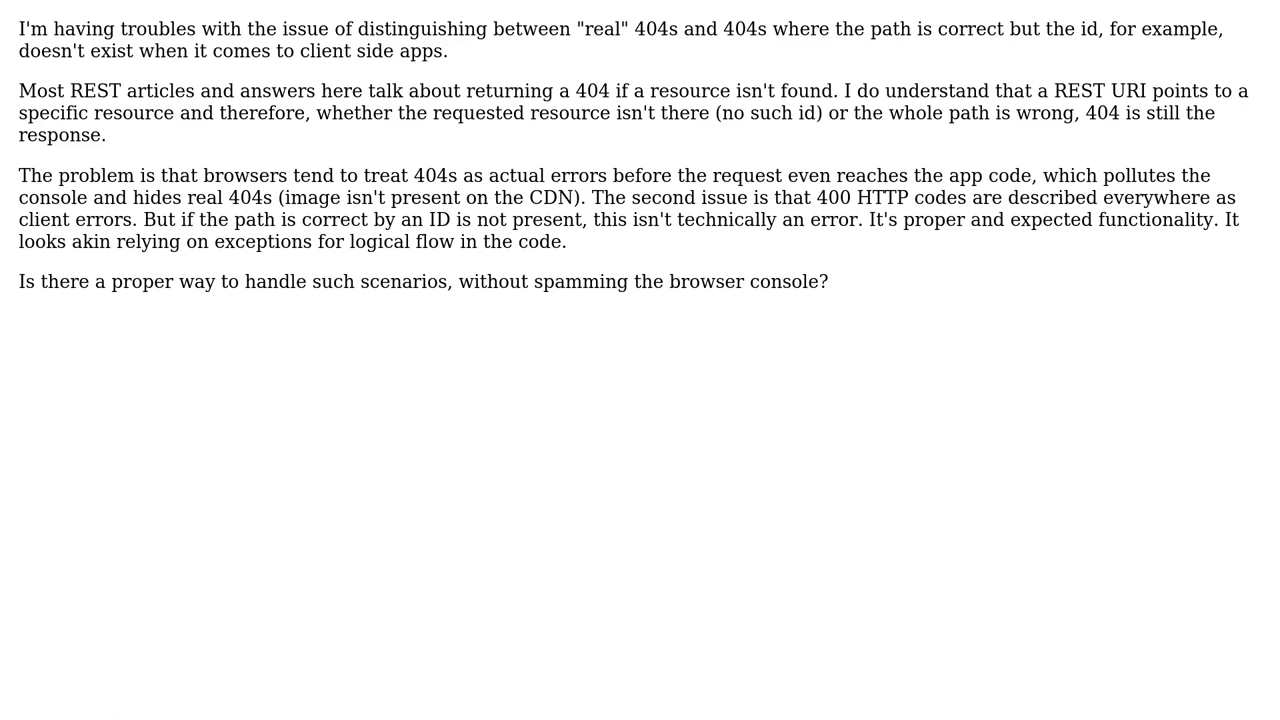 I'm having troubles with the issue of distinguishing between "real" 404s and 404s where the path is correct but the id, for example,
doesn't exist when it comes to client side apps.
Most REST articles and answers here talk about returning a 404 if a resource isn't found. I do understand that a REST URI points to a
specific resource and therefore, whether the requested resource isn't there (no such id) or the whole path is wrong, 404 is still the
response.
The problem is that browsers tend to treat 404s as actual errors before the request even reaches the app code, which pollutes the
console and hides real 404s (image isn't present on the CDN). The second issue is that 400 HTTP codes are described everywhere as
client errors. But if the path is correct by an ID is not present, this isn't technically an error. It's proper and expected functionality. It
looks akin relying on exceptions for logical flow in the code.
Is there a proper way to handle such scenarios, without spamming the browser console?